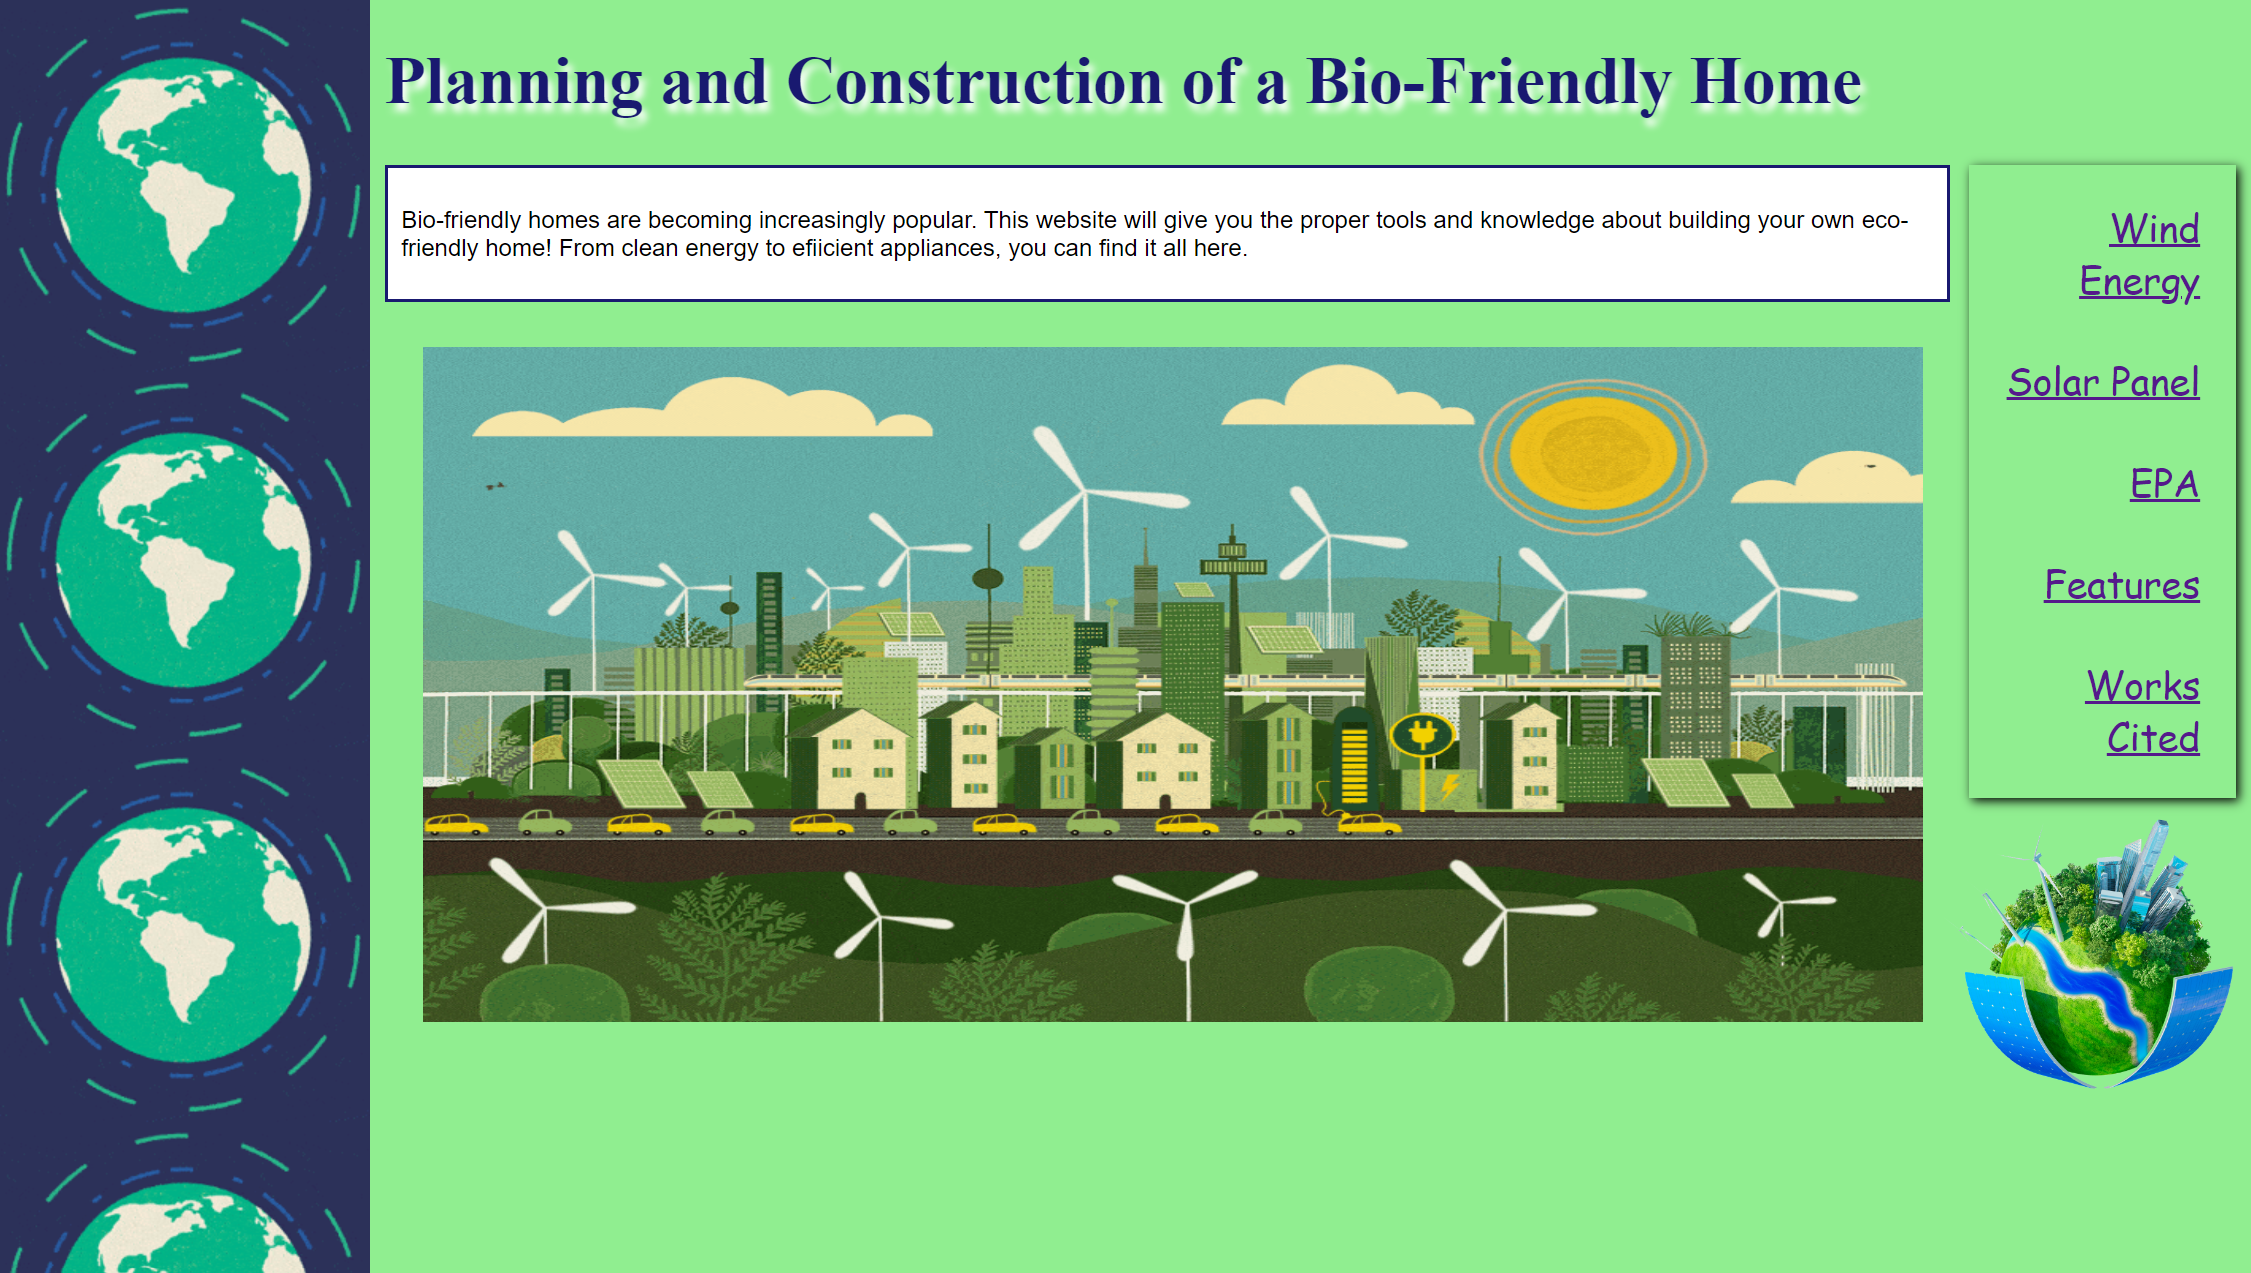 Planning and Construction of a Bio-Friendly Home
Bio-friendly homes are becoming increasingly popular. This website will give you the proper tools and knowledge about building your own eco-
friendly home! From clean energy to efiicient appliances, you can find it all here.
Wind
Energy
Solar Panel
EPA
Features
Works
Cited